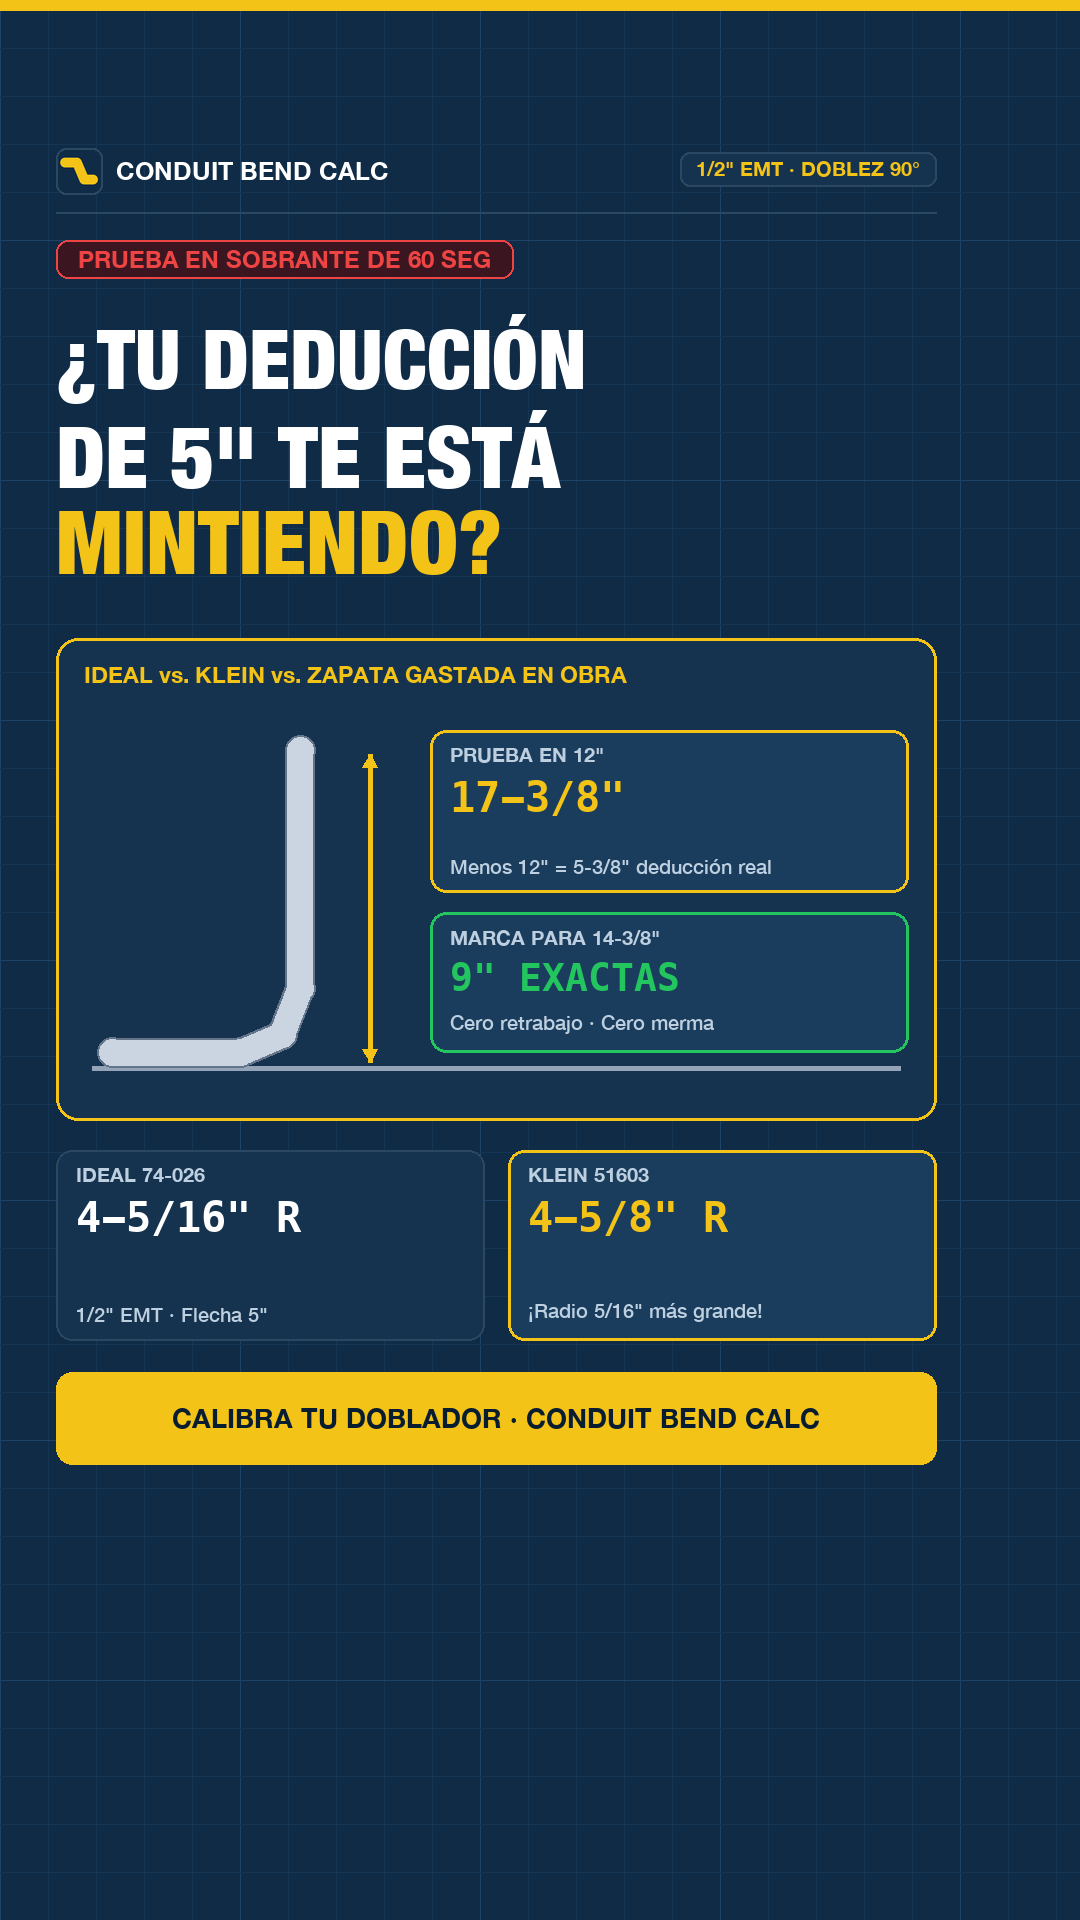 CONDUIT BEND CALC
1/2" EMT · DOBLEZ 90°
PRUEBA EN SOBRANTE DE 60 SEG
¿TU DEDUCCIÓN
DE 5" TE ESTÁ
MINTIENDO?
IDEAL vs. KLEIN vs. ZAPATA GASTADA EN OBRA
PRUEBA EN 12"
17–3/8"
Menos 12" = 5-3/8" deducción real
MARCA PARA 14-3/8"
9" EXACTAS
Cero retrabajo · Cero merma
IDEAL 74-026
4–5/16" R
1/2" EMT · Flecha 5"
KLEIN 51603
4–5/8" R
¡Radio 5/16" más grande!
CALIBRA TU DOBLADOR · CONDUIT BEND CALC